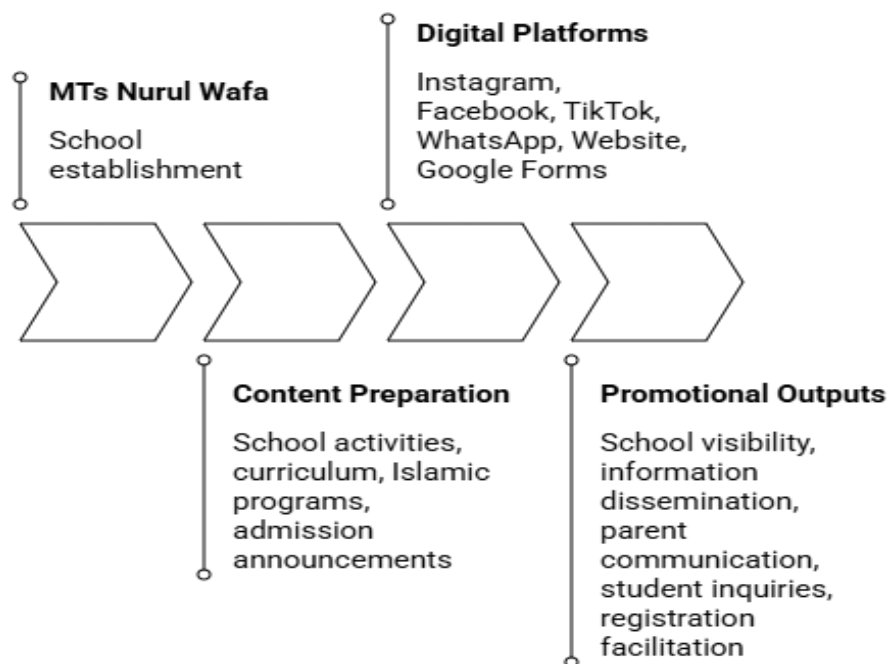 MTs Nurul Wafa
School
establishment
Content Preparation
School activities,
curriculum, Islamic
programs,
admission
announcements
Digital Platforms
Instagram,
Facebook, TikTok,
WhatsApp, Website,
Google Forms
Promotional Outputs
School visibility,
information
dissemination,
parent
communication,
student inquiries,
registration
facilitation